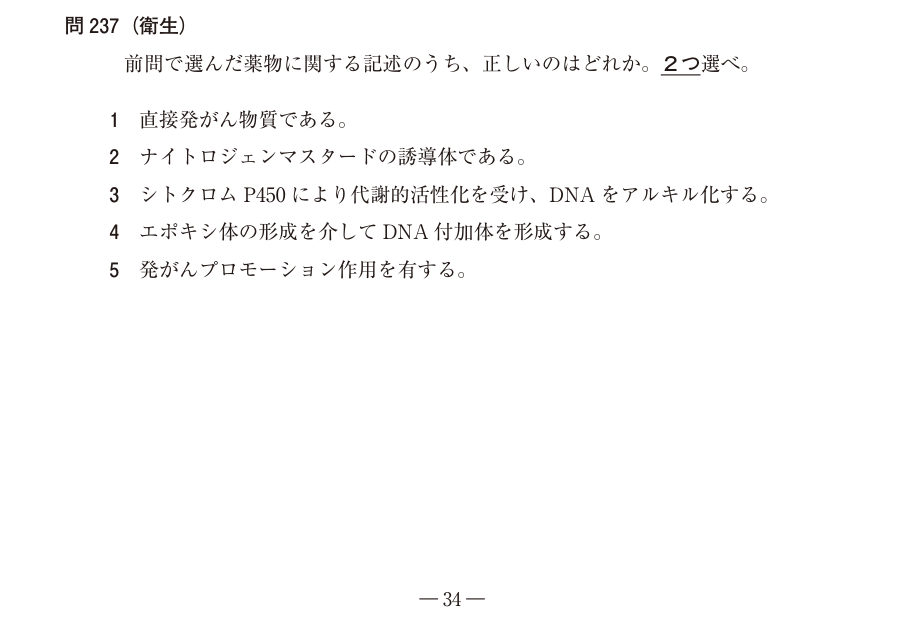 問 237（衛生）
前問で選んだ薬物に関する記述のうち、正しいのはどれか。２つ選べ。
1 直接発がん物質である。
2 ナイトロジェンマスタードの誘導体である。
3 シトクロム P450 により代謝的活性化を受け、DNA をアルキル化する。
4 エポキシ体の形成を介して DNA 付加体を形成する。
5 発がんプロモーション作用を有する。
― 34 ―